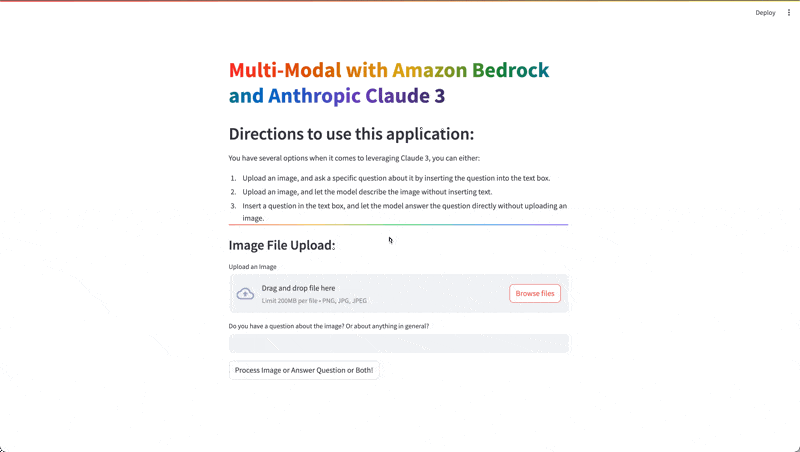 Deploy
Multi-Modal with Amazon Bedrock
and Anthropic Claude 3
Directions to use this application:
You have several options when it comes to leveraging Claude 3, you can either:
1. Upload an image, and ask a specific question about it by inserting the question into the text box.
2. Upload an image, and let the model describe the image without inserting text.
3. Insert a question in the text box, and let the model answer the question directly without uploading an
image.
Image File Upload:
Upload an Image
Drag and drop file here
Limit 200MB per file • PNG, JPG, JPEG
Browse files
Do you have a question about the image? Or about anything in general?
Process Image or Answer Question or Both!